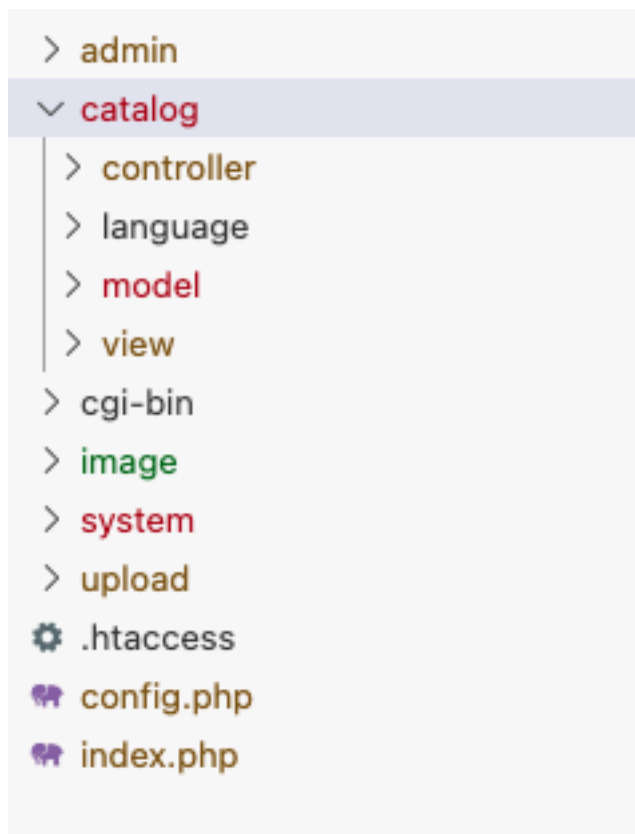 admin
catalog
controller
language
model
view
cgi-bin
image
system
upload
.htaccess
config.php
index.php